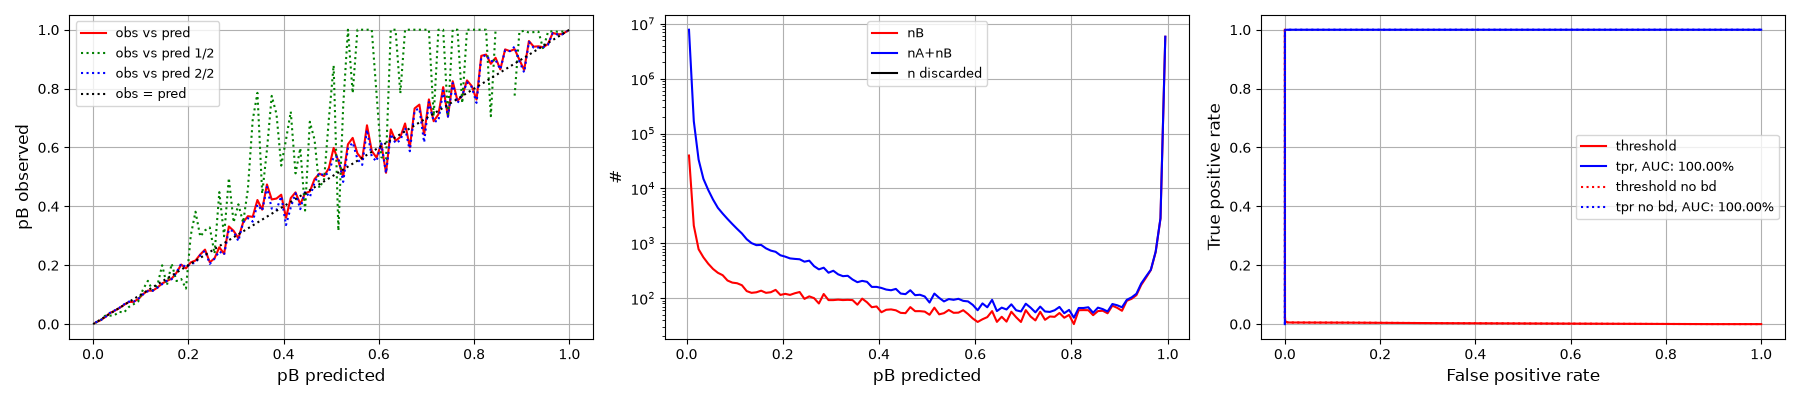 obs vs pred
obs vs pred 1/2
obs vs pred 2/2
obs = pred
pB observed
1.0
0.8
0.6
0.4
0.2
0.0
0.0 0.2 0.4 0.6 0.8 1.0
pB predicted
nB
nA+nB
n discarded
#
10⁷
10⁶
10⁵
10⁴
10³
10²
0.0 0.2 0.4 0.6 0.8 1.0
pB predicted
threshold
tpr, AUC: 100.00%
threshold no bd
tpr no bd, AUC: 100.00%
True positive rate
1.0
0.8
0.6
0.4
0.2
0.0
0.0 0.2 0.4 0.6 0.8 1.0
False positive rate